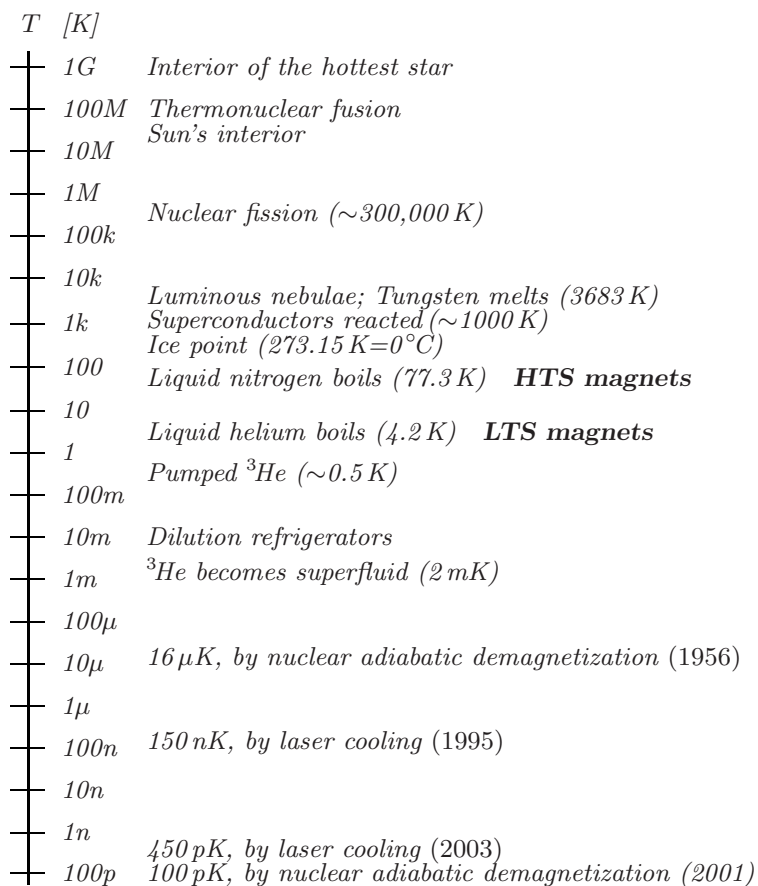 T [K]
1G Interior of the hottest star
100M Thermonuclear fusion
Sun's interior
10M
1M
Nuclear fission (∼300,000 K)
100k
10k
Luminous nebulae; Tungsten melts (3683 K)
1k Superconductors reacted (∼1000 K)
Ice point (273.15 K=0°C)
100
Liquid nitrogen boils (77.3 K) HTS magnets
10
Liquid helium boils (4.2 K) LTS magnets
1
Pumped ³He (∼0.5 K)
100m
10m Dilution refrigerators
³He becomes superfluid (2 mK)
1m
100μ
16 μK, by nuclear adiabatic demagnetization (1956)
10μ
1μ
100n 150 nK, by laser cooling (1995)
10n
1n
450 pK, by laser cooling (2003)
100p 100 pK, by nuclear adiabatic demagnetization (2001)